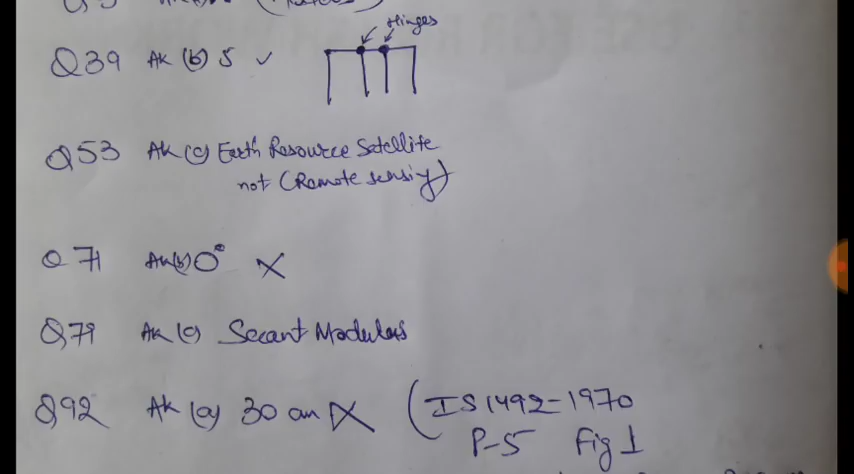 Hinges
Q39 AK (b) 5 ✓
Q53 AK (c) Earth Resource Satellite
not (Remote sensing)
Q 71 AK(b) 0° X
Q79 AK (c) Secant Modulus
Q92 AK (a) 30 cm X (IS 1492-1970
P-5 Fig 1